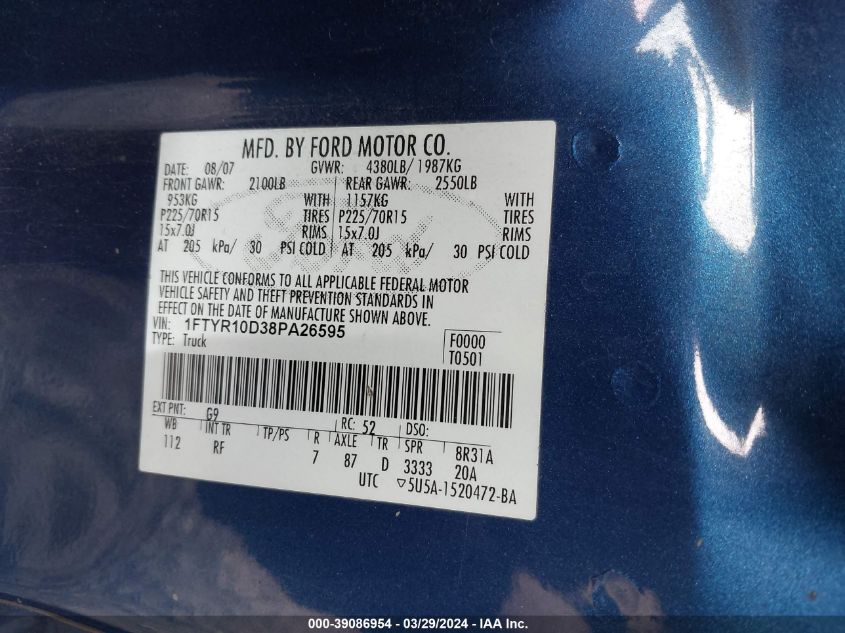 MFD. BY FORD MOTOR CO.
DATE: 08/07 GVWR: 4380LB/ 1987KG
FRONT GAWR: 2100LB REAR GAWR: 2550LB
953KG WITH 1157KG WITH
P225/70R15 TIRES P225/70R15 TIRES
15x7.0J RIMS 15x7.0J RIMS
AT 205 kPa/ 30 PSI COLD AT 205 kPa/ 30 PSI COLD
THIS VEHICLE CONFORMS TO ALL APPLICABLE FEDERAL MOTOR
VEHICLE SAFETY AND THEFT PREVENTION STANDARDS IN
EFFECT ON THE DATE OF MANUFACTURE SHOWN ABOVE.
VIN: 1FTYR10D38PA26595 F0000
TYPE: Truck T0501
EXT PNT: G9 RC: 52 DSO:
WB INT TR TP/PS R AXLE TR SPR 8R31A
112 RF 7 87 D 3333 20A
UTC ▽5U5A-1520472-BA
000-39086954 / 03/29/2024 - Copyright © IAA, LLC.